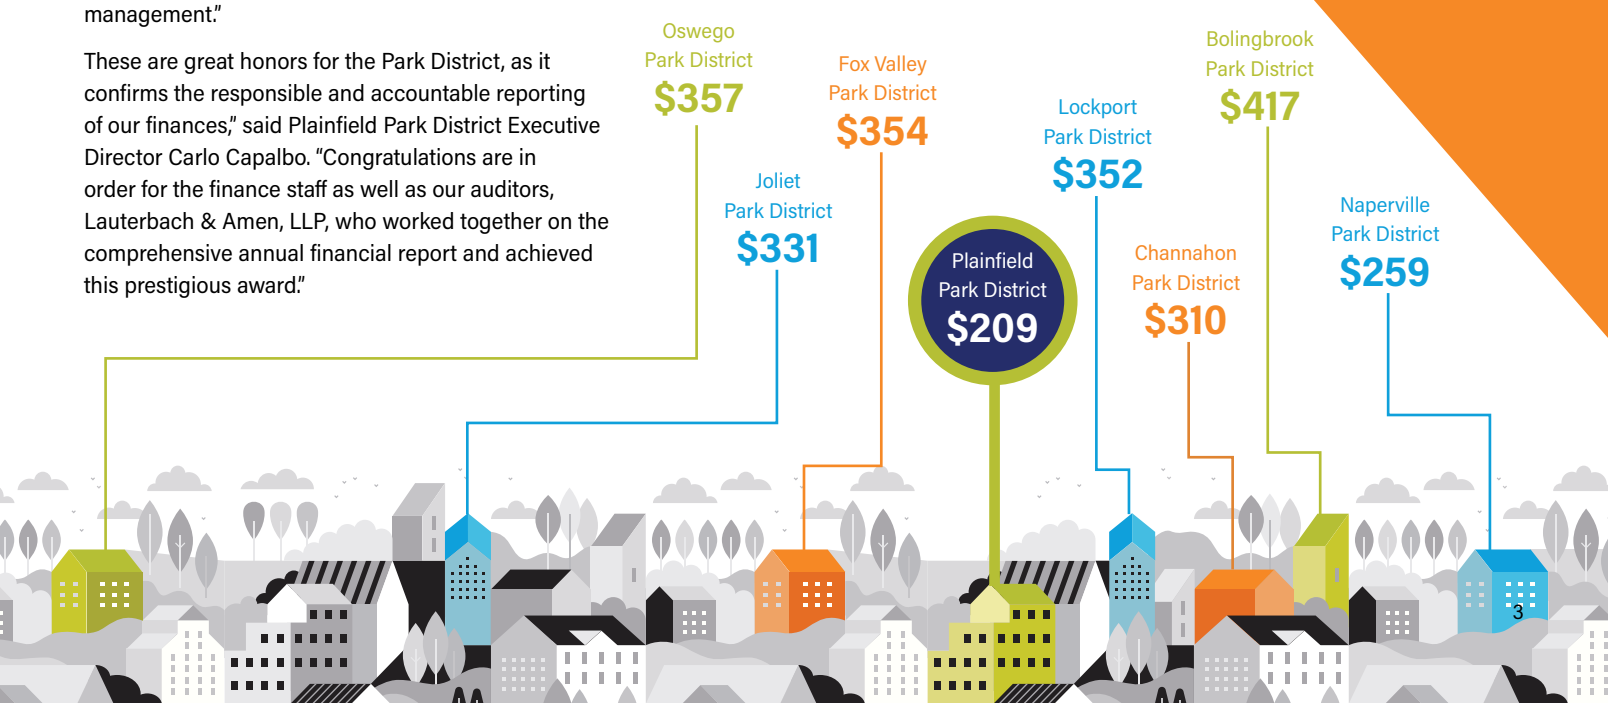 management.”
These are great honors for the Park District, as it
confirms the responsible and accountable reporting
of our finances,” said Plainfield Park District Executive
Director Carlo Capalbo. “Congratulations are in
order for the finance staff as well as our auditors,
Lauterbach & Amen, LLP, who worked together on the
comprehensive annual financial report and achieved
this prestigious award.”
Oswego
Park District
$357
Joliet
Park District
$331
Fox Valley
Park District
$354
Plainfield
Park District
$209
Lockport
Park District
$352
Channahon
Park District
$310
Bolingbrook
Park District
$417
Naperville
Park District
$259
3